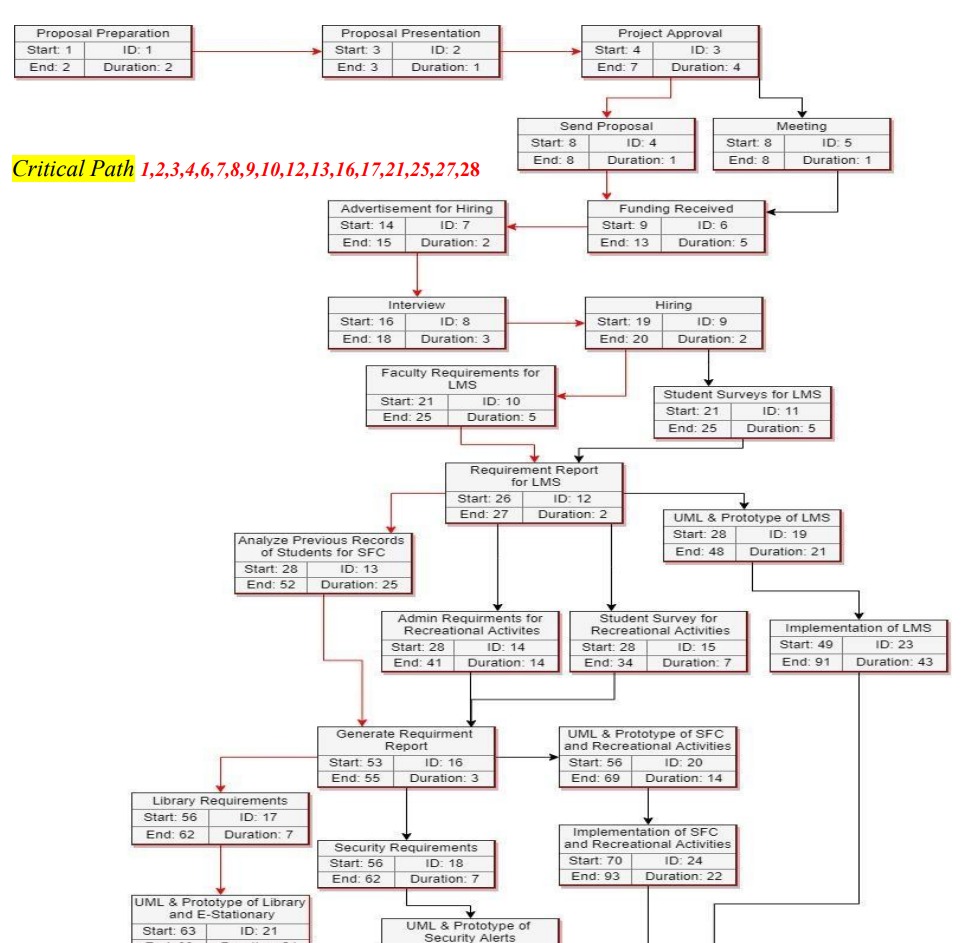 Proposal Preparation
Start: 1 ID: 1
End: 2 Duration: 2
Proposal Presentation
Start: 3 ID: 2
End: 3 Duration: 1
Project Approval
Start: 4 ID: 3
End: 7 Duration: 4
Send Proposal
Start: 8 ID: 4
End: 8 Duration: 1
Meeting
Start: 8 ID: 5
End: 8 Duration: 1
Critical Path 1,2,3,4,6,7,8,9,10,12,13,16,17,21,25,27,28
Advertisement for Hiring
Start: 14 ID: 7
End: 15 Duration: 2
Funding Received
Start: 9 ID: 6
End: 13 Duration: 5
Interview
Start: 16 ID: 8
End: 18 Duration: 3
Hiring
Start: 19 ID: 9
End: 20 Duration: 2
Faculty Requirements for
LMS
Start: 21 ID: 10
End: 25 Duration: 5
Student Surveys for LMS
Start: 21 ID: 11
End: 25 Duration: 5
Requirement Report
for LMS
Start: 26 ID: 12
End: 27 Duration: 2
UML & Prototype of LMS
Start: 28 ID: 19
End: 48 Duration: 21
Analyze Previous Records
of Students for SFC
Start: 28 ID: 13
End: 52 Duration: 25
Admin Requirments for
Recreational Activites
Start: 28 ID: 14
End: 41 Duration: 14
Student Survey for
Recreational Activities
Start: 28 ID: 15
End: 34 Duration: 7
Implementation of LMS
Start: 49 ID: 23
End: 91 Duration: 43
Generate Requirment
Report
Start: 53 ID: 16
End: 55 Duration: 3
UML & Prototype of SFC
and Recreational Activities
Start: 56 ID: 20
End: 69 Duration: 14
Library Requirements
Start: 56 ID: 17
End: 62 Duration: 7
Security Requirements
Start: 56 ID: 18
End: 62 Duration: 7
Implementation of SFC
and Recreational Activities
Start: 70 ID: 24
End: 93 Duration: 22
UML & Prototype of Library
and E-Stationary
Start: 63 ID: 21
UML & Prototype of
Security Alerts